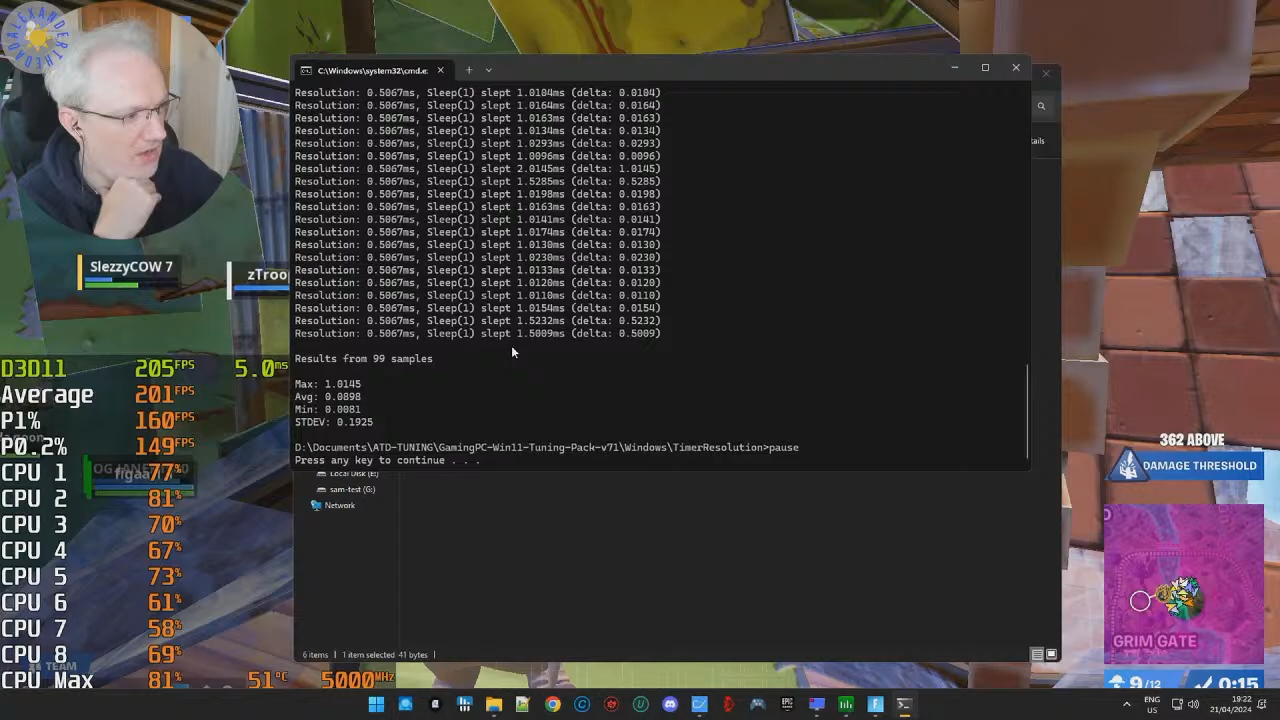 ALEXANDER
THEDAD
C:\Windows\system32\cmd.e:
Resolution: 0.5067ms, Sleep(1) slept 1.0104ms (delta: 0.0104)
Resolution: 0.5067ms, Sleep(1) slept 1.0164ms (delta: 0.0164)
Resolution: 0.5067ms, Sleep(1) slept 1.0163ms (delta: 0.0163)
Resolution: 0.5067ms, Sleep(1) slept 1.0134ms (delta: 0.0134)
Resolution: 0.5067ms, Sleep(1) slept 1.0293ms (delta: 0.0293)
Resolution: 0.5067ms, Sleep(1) slept 1.0096ms (delta: 0.0096)
Resolution: 0.5067ms, Sleep(1) slept 2.0145ms (delta: 1.0145)
Resolution: 0.5067ms, Sleep(1) slept 1.5285ms (delta: 0.5285)
Resolution: 0.5067ms, Sleep(1) slept 1.0198ms (delta: 0.0198)
Resolution: 0.5067ms, Sleep(1) slept 1.0163ms (delta: 0.0163)
Resolution: 0.5067ms, Sleep(1) slept 1.0141ms (delta: 0.0141)
Resolution: 0.5067ms, Sleep(1) slept 1.0174ms (delta: 0.0174)
Resolution: 0.5067ms, Sleep(1) slept 1.0130ms (delta: 0.0130)
Resolution: 0.5067ms, Sleep(1) slept 1.0230ms (delta: 0.0230)
Resolution: 0.5067ms, Sleep(1) slept 1.0133ms (delta: 0.0133)
Resolution: 0.5067ms, Sleep(1) slept 1.0120ms (delta: 0.0120)
Resolution: 0.5067ms, Sleep(1) slept 1.0110ms (delta: 0.0110)
Resolution: 0.5067ms, Sleep(1) slept 1.0154ms (delta: 0.0154)
Resolution: 0.5067ms, Sleep(1) slept 1.5232ms (delta: 0.5232)
Resolution: 0.5067ms, Sleep(1) slept 1.5009ms (delta: 0.5009)
Results from 99 samples
Max: 1.0145
Avg: 0.0898
Min: 0.0081
STDEV: 0.1925
D:\Documents\ATD-TUNING\GamingPC-Win11-Tuning-Pack-v71\Windows\TimerResolution>pause
Press any key to continue . . .
tails
Local Disk (E:)
sam-test (G:)
Network
6 items 1 item selected 41 bytes
SlezzyCOW 7
zTroo
D3D11 205FPS 5.0ms
Average 201FPS
P1% 160FPS
P0.2% 149FPS
CPU 1 77%
CPU 2 81%
CPU 3 70%
CPU 4 67%
CPU 5 73%
CPU 6 61%
CPU 7 58%
CPU 8 69%
CPU Max 81% 51°C 5000MHz
TEAM
362 ABOVE
DAMAGE THRESHOLD
GRIM GATE
9/12 0:15
ENG
US
19:22
21/04/2024